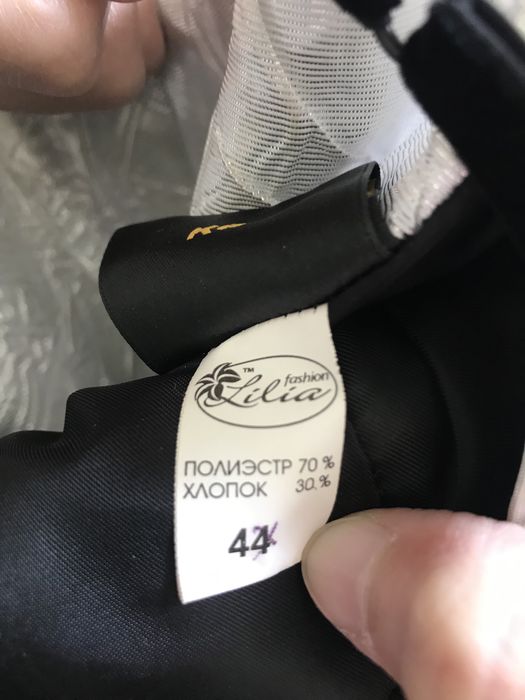 ™
fashion
Lilia
ПОЛИЭСТР 70 %
ХЛОПОК 30.%
44